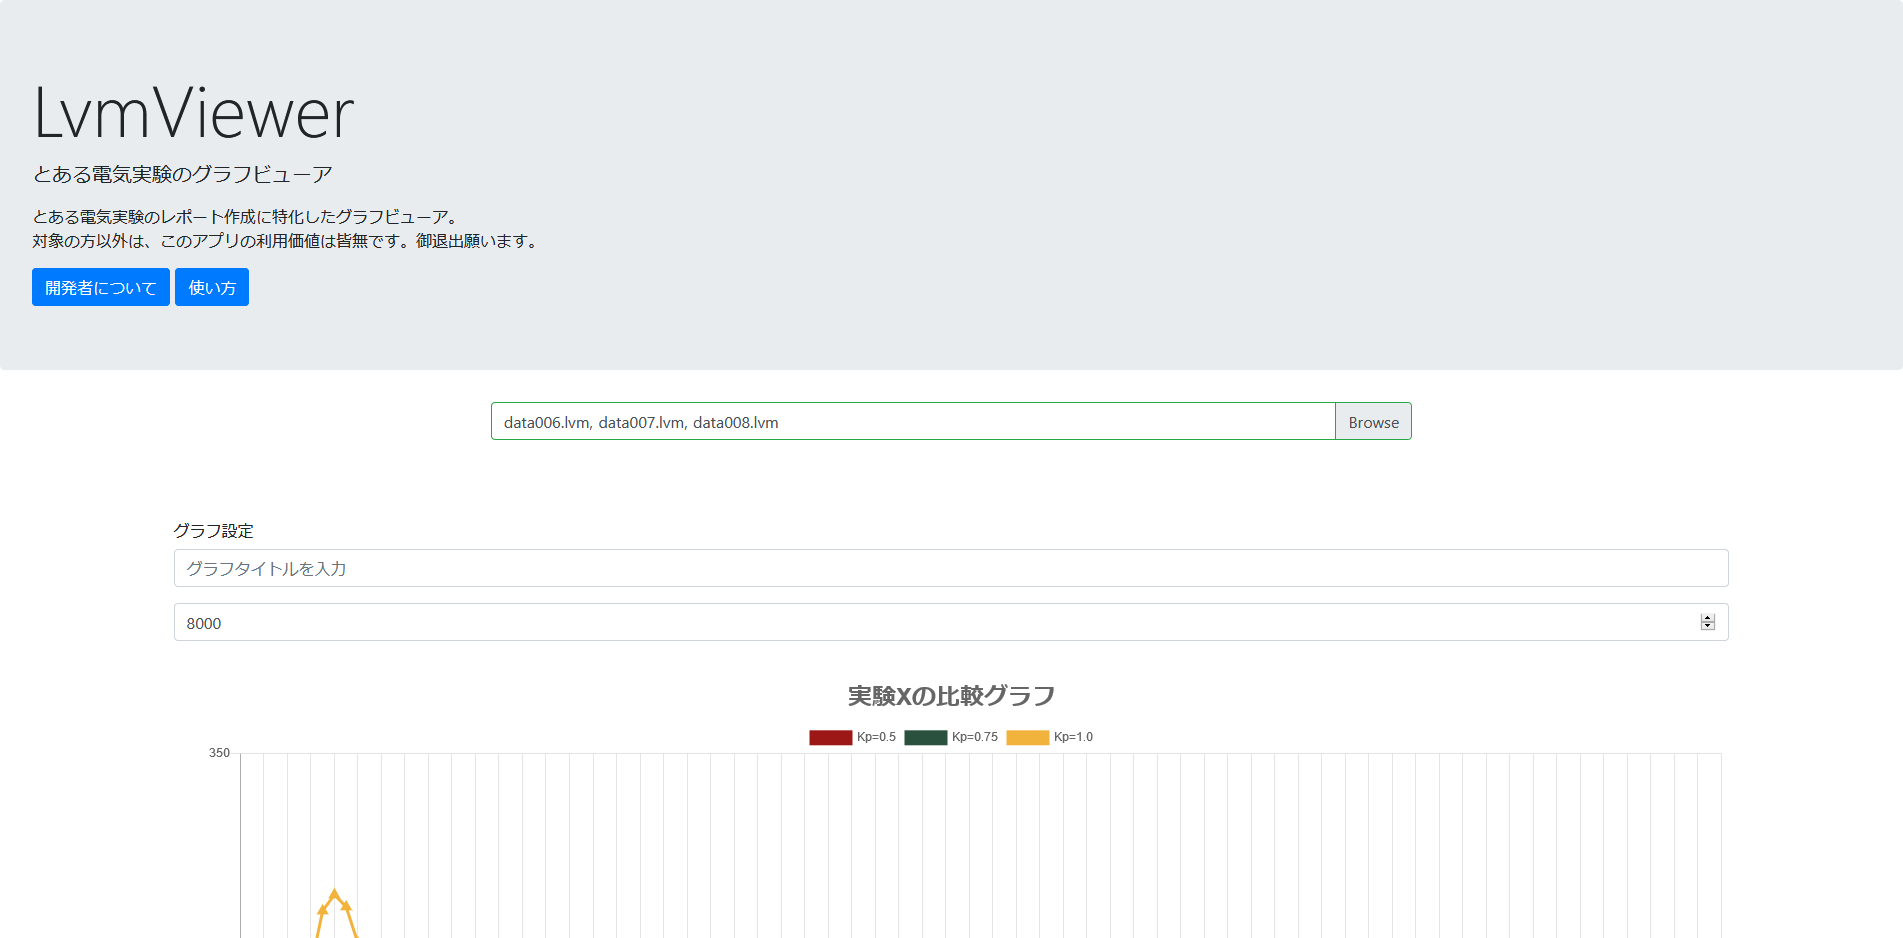 LvmViewer
とある電気実験のグラフビューア
とある電気実験のレポート作成に特化したグラフビューア。
対象の方以外は、このアプリの利用価値は皆無です。御退出願います。
開発者について 使い方
data006.lvm, data007.lvm, data008.lvm Browse
グラフ設定
グラフタイトルを入力
8000
実験Xの比較グラフ
Kp=0.5 Kp=0.75 Kp=1.0
350